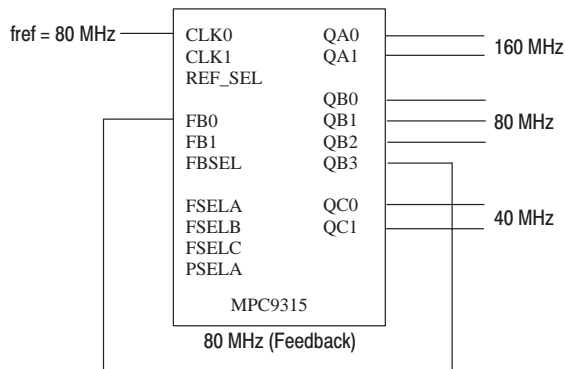 fref = 80 MHz
CLK0
CLK1
REF_SEL
FB0
FB1
FBSEL
FSELA
FSELB
FSELC
PSELA
QA0
QA1
QB0
QB1
QB2
QB3
QC0
QC1
160 MHz
80 MHz
40 MHz
MPC9315
80 MHz (Feedback)